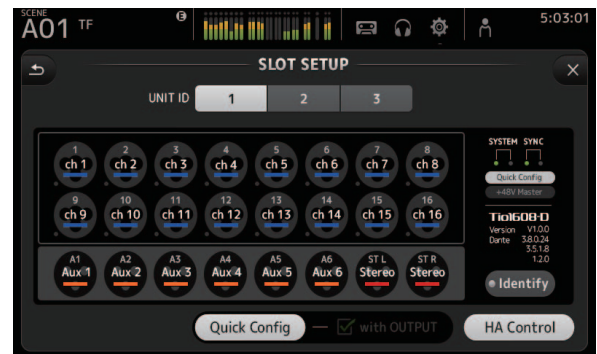 SCENE
A01 TF
E
5:03:01
SLOT SETUP
UNIT ID 1 2 3
1 2 3 4 5 6 7 8
ch 1 ch 2 ch 3 ch 4 ch 5 ch 6 ch 7 ch 8
9 10 11 12 13 14 15 16
ch 9 ch 10 ch 11 ch 12 ch 13 ch 14 ch 15 ch 16
A1 A2 A3 A4 A5 A6 ST L ST R
Aux 1 Aux 2 Aux 3 Aux 4 Aux 5 Aux 6 Stereo Stereo
SYSTEM SYNC
Quick Config
+48V Master
Tio1608-D
Version V1.0.0
Dante 3.8.0.24
3.5.1.8
1.2.0
Identify
Quick Config with OUTPUT HA Control